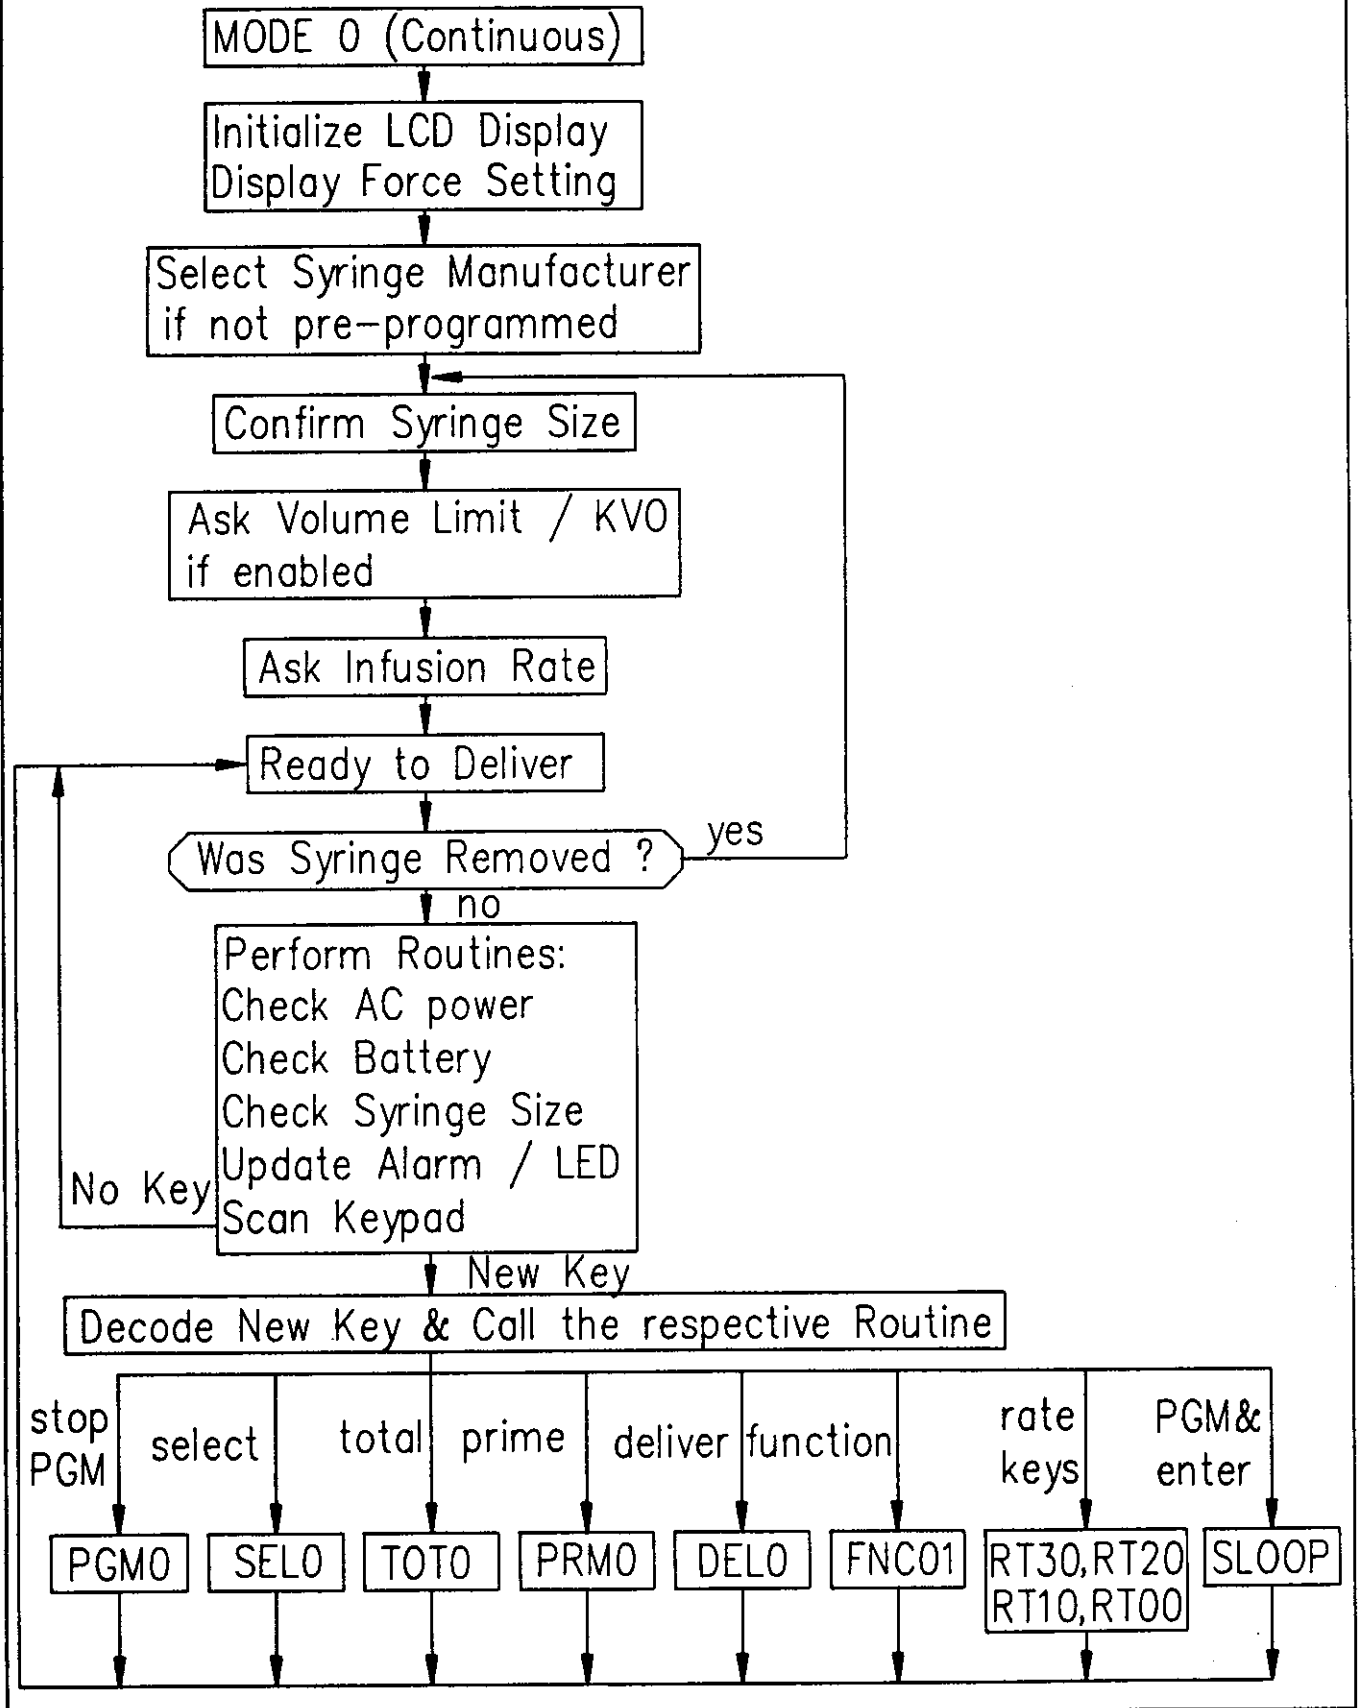 MODE 0 (Continuous)
Initialize LCD Display
Display Force Setting
Select Syringe Manufacturer
if not pre-programmed
Confirm Syringe Size
Ask Volume Limit / KVO
if enabled
Ask Infusion Rate
Ready to Deliver
Was Syringe Removed ?
yes
no
Perform Routines:
Check AC power
Check Battery
Check Syringe Size
Update Alarm / LED
Scan Keypad
No Key
New Key
Decode New Key & Call the respective Routine
stop
PGM
select
total
prime
deliver
function
rate
keys
PGM&
enter
PGM0
SEL0
TOT0
PRM0
DEL0
FNC01
RT30,RT20
RT10,RT00
SLOOP